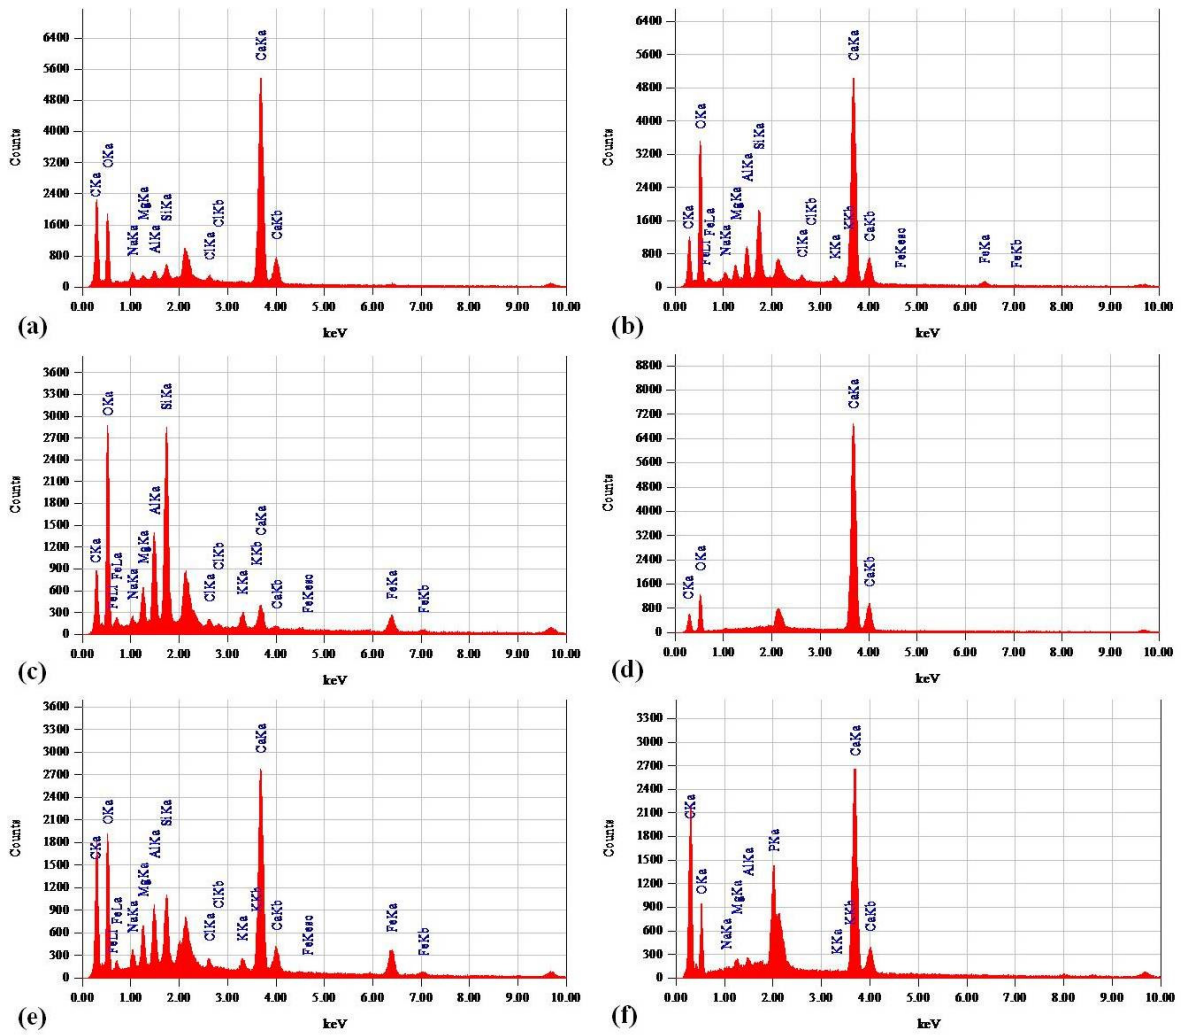 Counts
6400
5600
4800
4000
3200
2400
1600
800
0
CKa
OKa
NaKa
MgKa
AlKa
SiKa
ClKa
ClKb
CaKa
CaKb
0.00 1.00 2.00 3.00 4.00 5.00 6.00 7.00 8.00 9.00 10.00
keV
(a)
Counts
6400
5600
4800
4000
3200
2400
1600
800
0
CKa
OKa
FeLl
FeLa
NaKa
MgKa
AlKa
SiKa
ClKa
ClKb
KKa
KKb
CaKa
CaKb
FeKesc
FeKa
FeKb
0.00 1.00 2.00 3.00 4.00 5.00 6.00 7.00 8.00 9.00 10.00
keV
(b)
Counts
3600
3300
3000
2700
2400
2100
1800
1500
1200
900
600
300
0
CKa
OKa
FeLl
FeLa
NaKa
MgKa
AlKa
SiKa
ClKa
ClKb
KKa
KKb
CaKa
CaKb
FeKesc
FeKa
FeKb
0.00 1.00 2.00 3.00 4.00 5.00 6.00 7.00 8.00 9.00 10.00
keV
(c)
Counts
8800
8000
7200
6400
5600
4800
4000
3200
2400
1600
800
0
CKa
OKa
CaKa
CaKb
0.00 1.00 2.00 3.00 4.00 5.00 6.00 7.00 8.00 9.00 10.00
keV
(d)
Counts
3600
3300
3000
2700
2400
2100
1800
1500
1200
900
600
300
0
CKa
OKa
FeLl
FeLa
NaKa
MgKa
AlKa
SiKa
ClKa
ClKb
KKa
KKb
CaKa
CaKb
FeKesc
FeKa
FeKb
0.00 1.00 2.00 3.00 4.00 5.00 6.00 7.00 8.00 9.00 10.00
keV
(e)
Counts
3300
3000
2700
2400
2100
1800
1500
1200
900
600
300
0
CKa
OKa
NaKa
MgKa
AlKa
PKa
KKa
KKb
CaKa
CaKb
0.00 1.00 2.00 3.00 4.00 5.00 6.00 7.00 8.00 9.00 10.00
keV
(f)